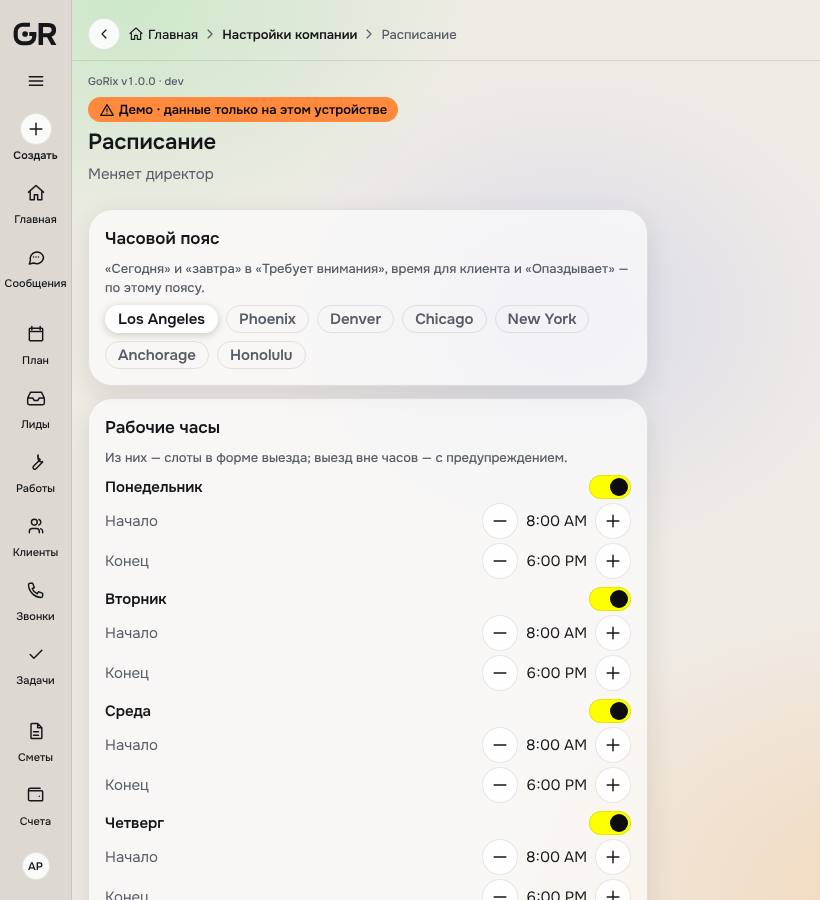 GR
Главная
Настройки компании
Расписание
GoRix v1.0.0 · dev
Демо · данные только на этом устройстве
Расписание
Меняет директор
Создать
Главная
Сообщения
План
Лиды
Работы
Клиенты
Звонки
Задачи
Сметы
Счета
AP
Часовой пояс
«Сегодня» и «завтра» в «Требует внимания», время для клиента и «Опаздывает» —
по этому поясу.
Los Angeles
Phoenix
Denver
Chicago
New York
Anchorage
Honolulu
Рабочие часы
Из них — слоты в форме выезда; выезд вне часов — с предупреждением.
Понедельник
Начало
8:00 AM
Конец
6:00 PM
Вторник
Начало
8:00 AM
Конец
6:00 PM
Среда
Начало
8:00 AM
Конец
6:00 PM
Четверг
Начало
8:00 AM
Конец
6:00 PM